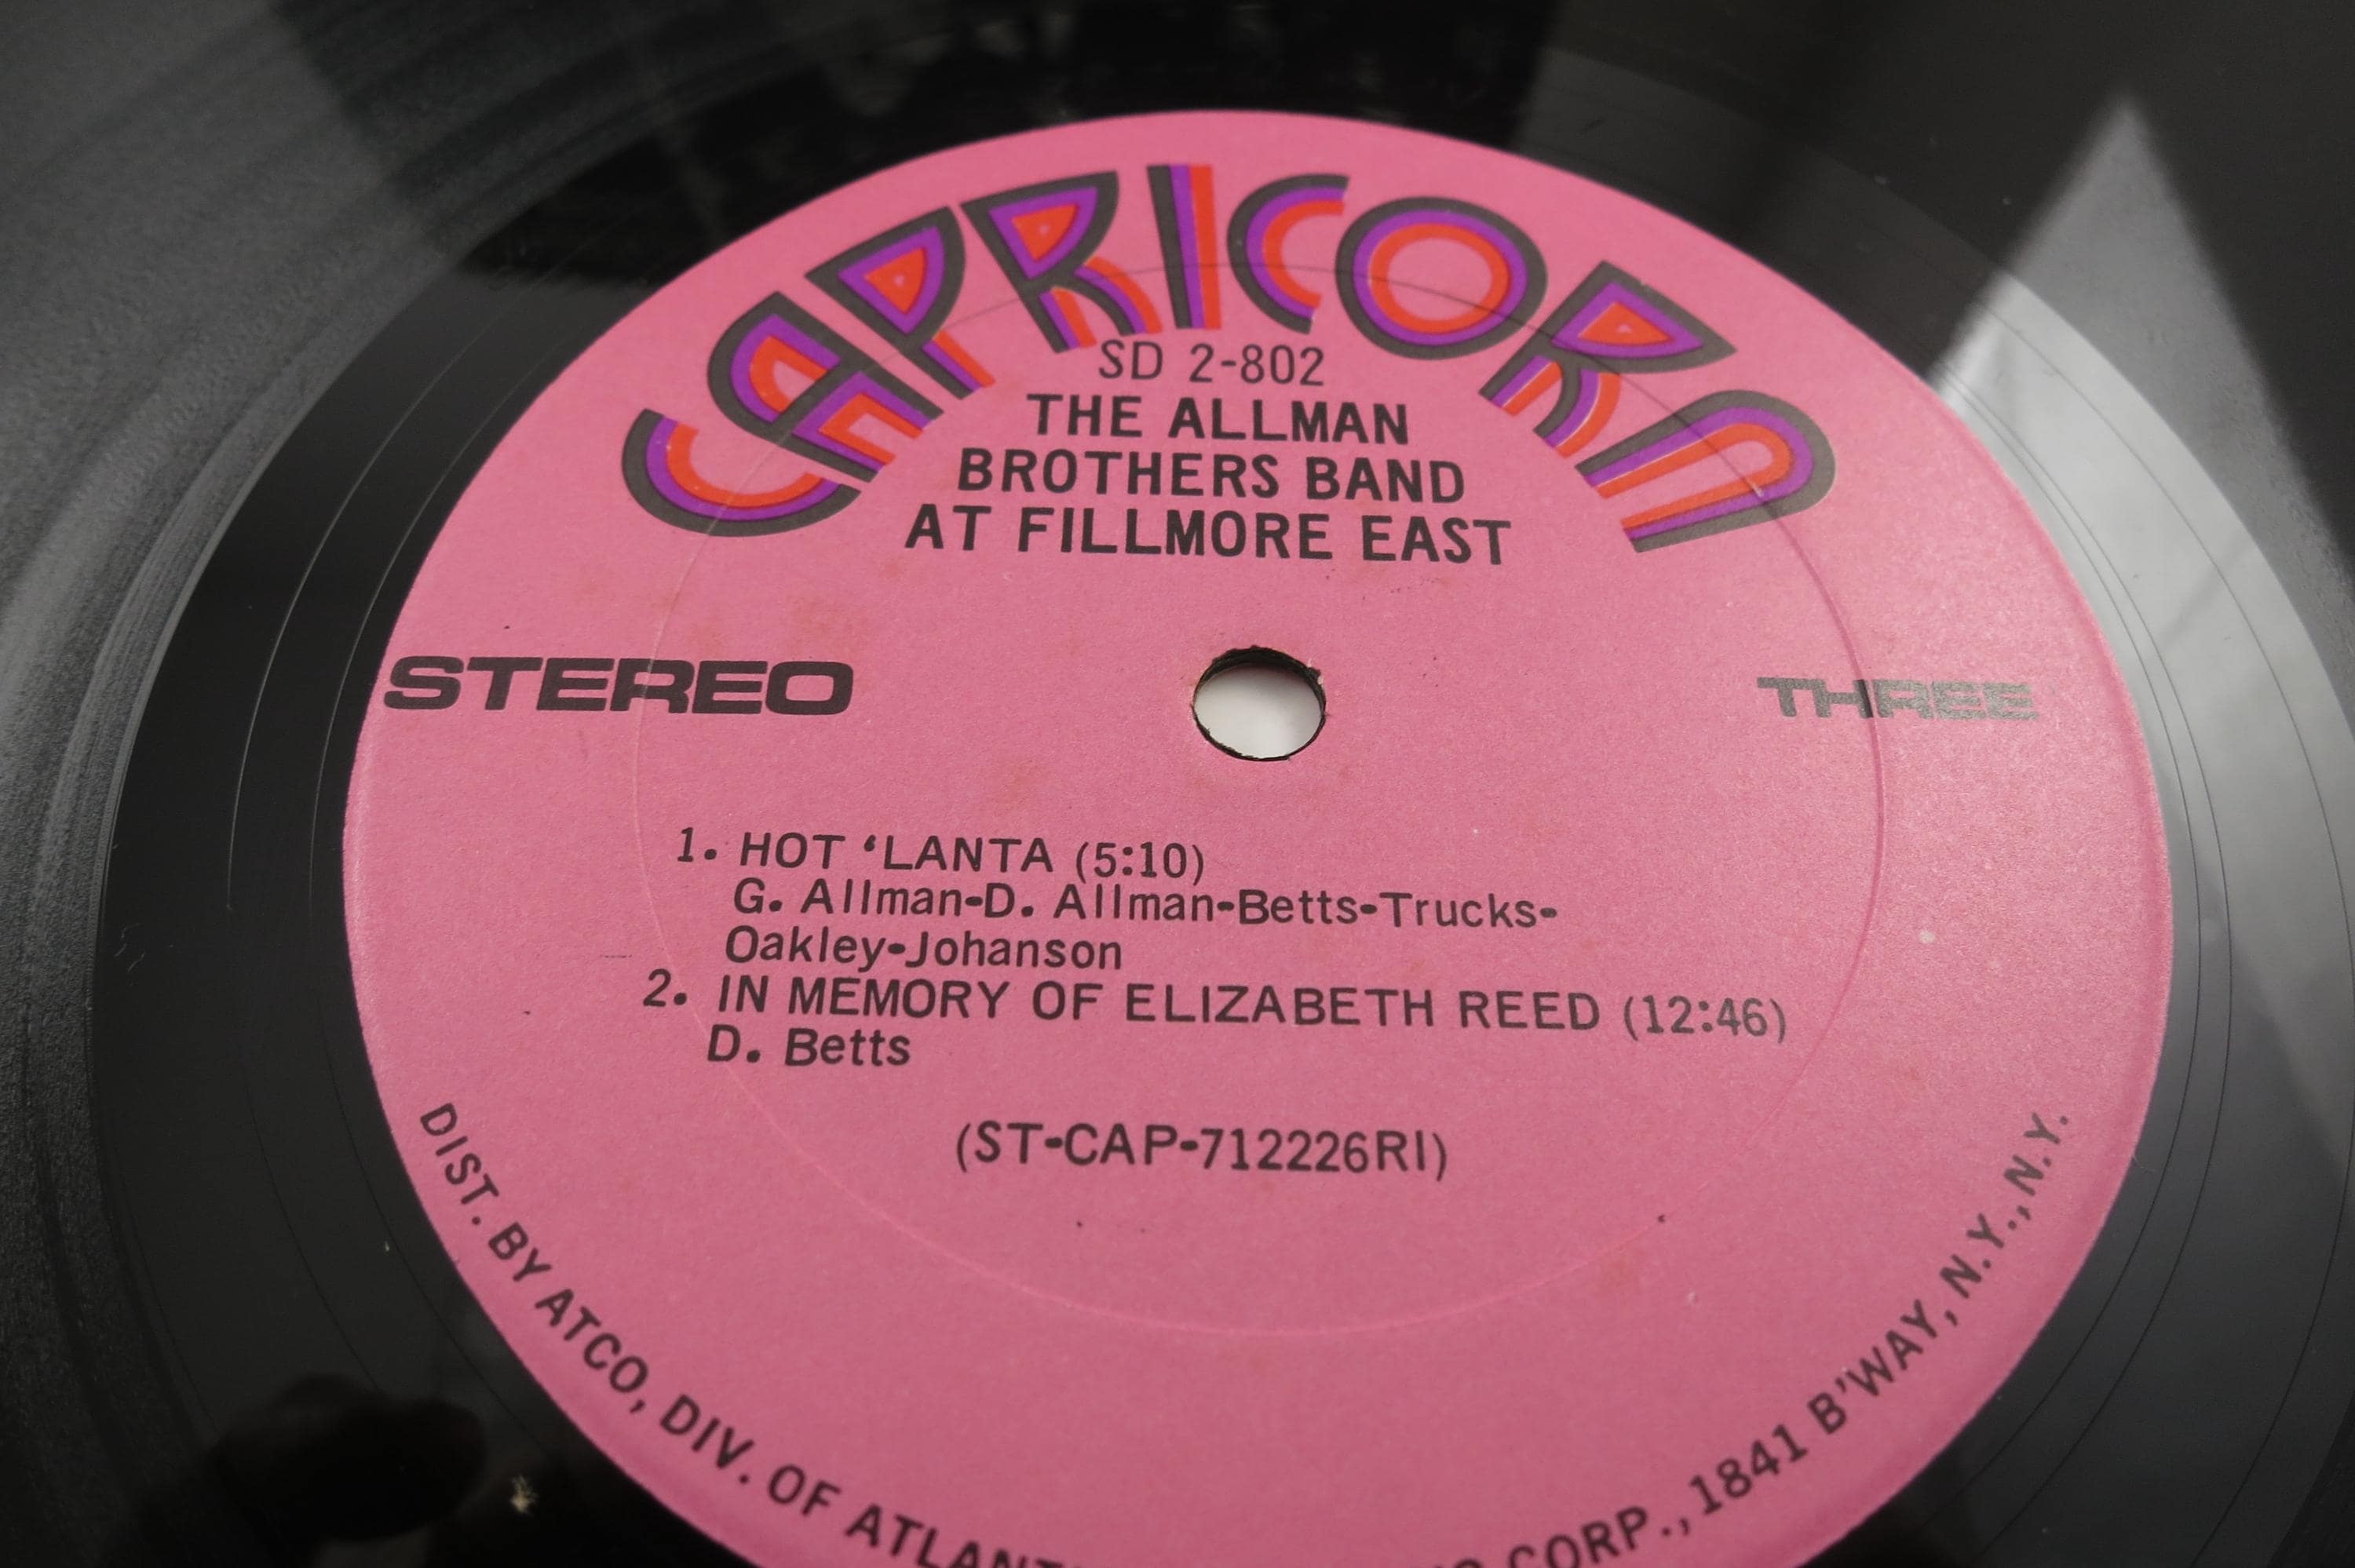 CAPRICORN
SD 2-802
THE ALLMAN
BROTHERS BAND
AT FILLMORE EAST
STEREO
THREE
1. HOT ‘LANTA (5:10)
G. Allman-D. Allman-Betts-Trucks-
Oakley-Johanson
2. IN MEMORY OF ELIZABETH REED (12:46)
D. Betts
(ST-CAP-712226RI)
DIST. BY ATCO, DIV. OF CORP., 1841 B'WAY, N.Y., N.Y.